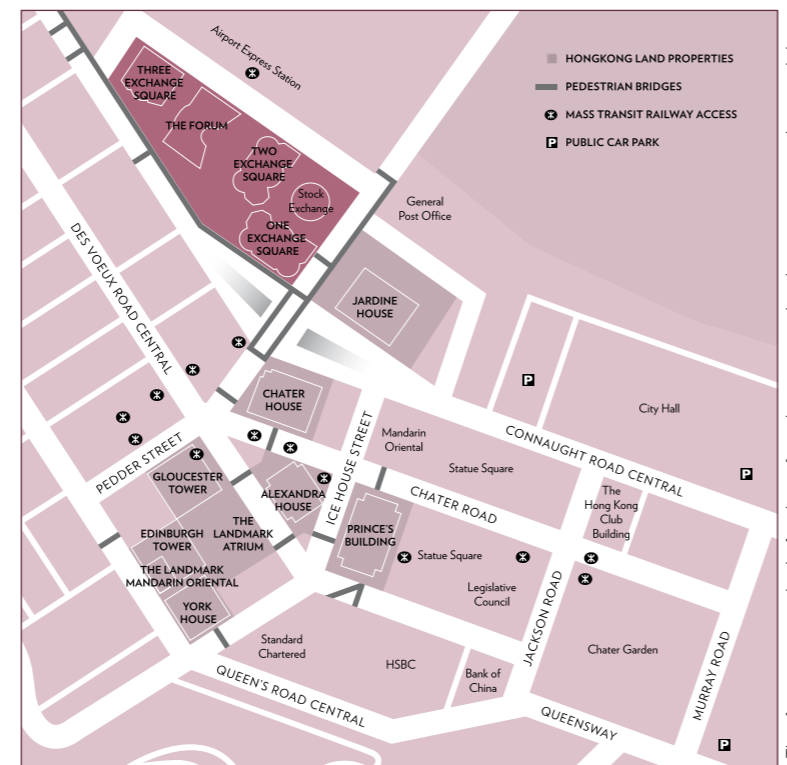 Airport Express Station
THREE
EXCHANGE
SQUARE
THE FORUM
TWO
EXCHANGE
SQUARE
Stock
Exchange
ONE
EXCHANGE
SQUARE
HONGKONG LAND PROPERTIES
PEDESTRIAN BRIDGES
MASS TRANSIT RAILWAY ACCESS
P PUBLIC CAR PARK
General
Post Office
DES VOEUX ROAD CENTRAL
JARDINE
HOUSE
CHATER
HOUSE
P
City Hall
Mandarin
Oriental
CONNAUGHT ROAD CENTRAL
PEDDER STREET
ICE HOUSE STREET
Statue Square
P
GLOUCESTER
TOWER
ALEXANDRA
HOUSE
CHATER ROAD
The
Hong Kong
Club
Building
EDINBURGH
TOWER
THE
LANDMARK
ATRIUM
PRINCE'S
BUILDING
Statue Square
THE LANDMARK
MANDARIN ORIENTAL
Legislative
Council
YORK
HOUSE
JACKSON ROAD
Standard
Chartered
HSBC
Bank of
China
Chater Garden
MURRAY ROAD
QUEEN'S ROAD CENTRAL
QUEENSWAY
P